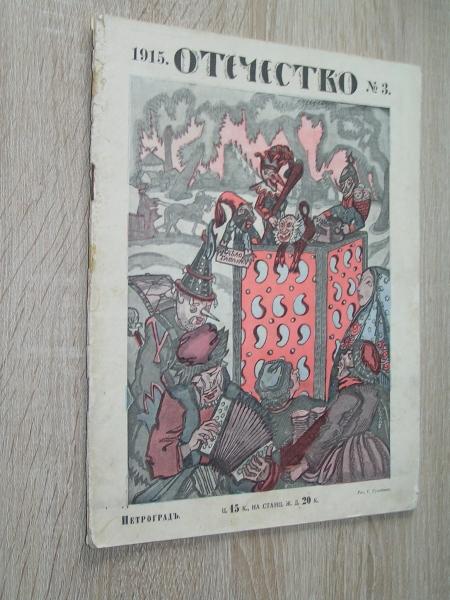 1915. ОТЕЧЕСТВО № 3.
Ц. 15 К., НА СТАНЦ. Ж. Д. 20 К.
ПЕТРОГРАДЪ.